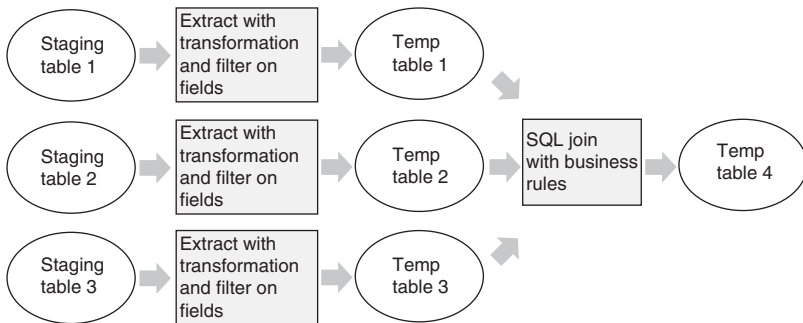 Staging
table 1
Extract with
transformation
and filter on
fields
Temp
table 1
Staging
table 2
Extract with
transformation
and filter on
fields
Temp
table 2
SQL join
with business
rules
Temp
table 4
Staging
table 3
Extract with
transformation
and filter on
fields
Temp
table 3